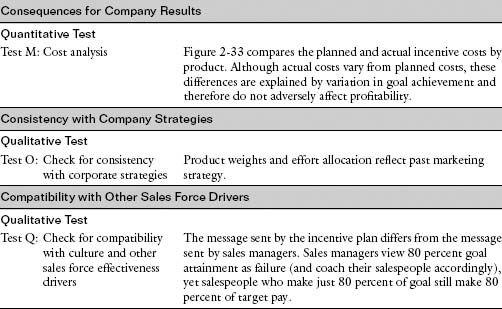 Consequences for Company Results
Quantitative Test
Test M: Cost analysis
Figure 2-33 compares the planned and actual incentive costs by
product. Although actual costs vary from planned costs, these
differences are explained by variation in goal achievement and
therefore do not adversely affect profitability.
Consistency with Company Strategies
Qualitative Test
Test O: Check for consistency
with corporate strategies
Product weights and effort allocation reflect past marketing
strategy.
Compatibility with Other Sales Force Drivers
Qualitative Test
Test Q: Check for compatibility
with culture and other
sales force effectiveness
drivers
The message sent by the incentive plan differs from the message
sent by sales managers. Sales managers view 80 percent goal
attainment as failure (and coach their salespeople accordingly),
yet salespeople who make just 80 percent of goal still make 80
percent of target pay.